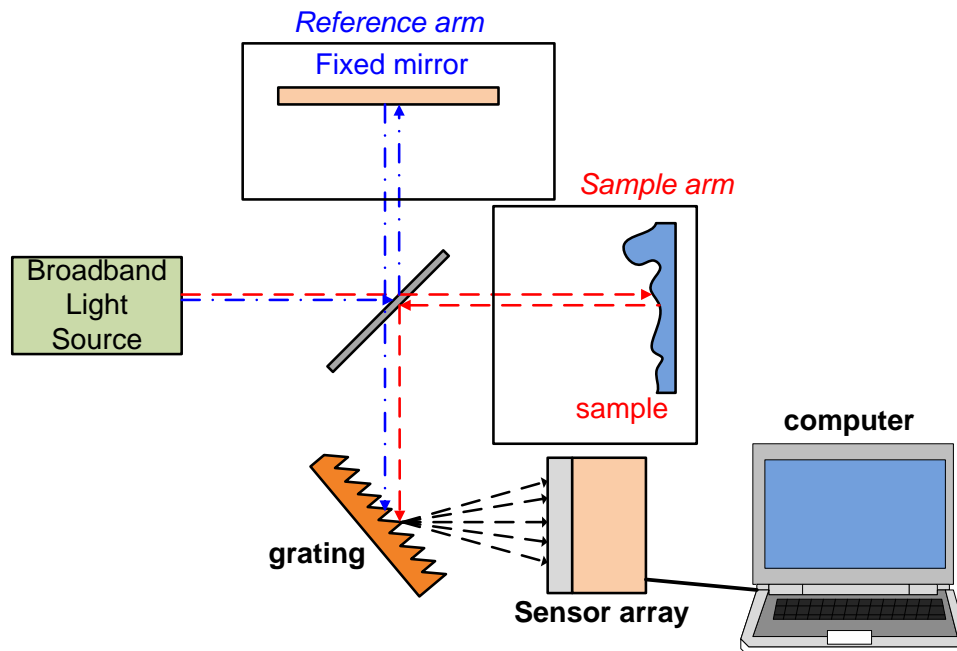 Reference arm
Fixed mirror
Sample arm
Broadband
Light
Source
sample
computer
grating
Sensor array